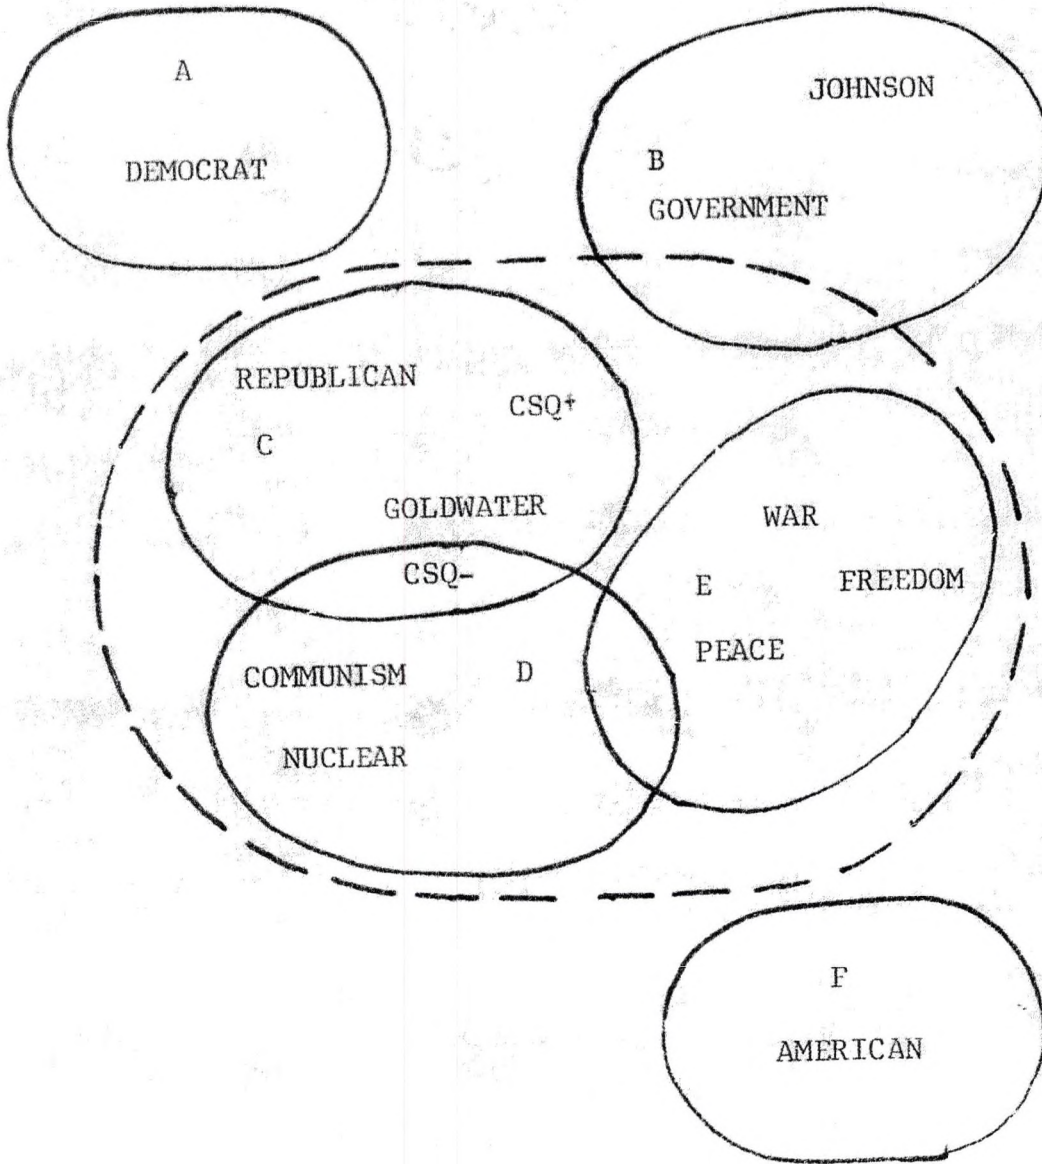 A
DEMOCRAT
JOHNSON
B
GOVERNMENT
REPUBLICAN
CSQ+
C
GOLDWATER
CSQ-
WAR
E
FREEDOM
PEACE
COMMUNISM
D
NUCLEAR
F
AMERICAN